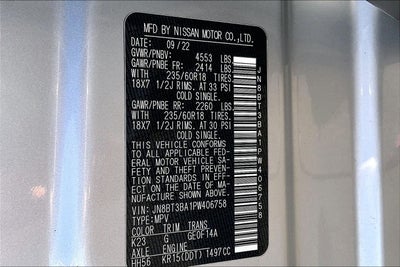 MFD BY NISSAN MOTOR CO.,LTD.
DATE: 09/22
GVWR/PNBV: 4553 LBS
GAWR/PNBE FR: 2414 LBS
WITH 235/60R18 TIRES,
18X7 1/2J RIMS, AT 33 PSI
COLD SINGLE.
GAWR/PNBE RR: 2260 LBS
WITH 235/60R18 TIRES,
18X7 1/2J RIMS, AT 30 PSI
COLD SINGLE.
THIS VEHICLE CONFORMS
TO ALL APPLICABLE FED-
ERAL MOTOR VEHICLE SA-
FETY AND THEFT PREVEN-
TION STANDARDS IN EFF-
ECT ON THE DATE OF MA-
NUFACTURE SHOWN ABOVE.
V.I.N: JN8BT3BA1PW406758
TYPE:MPV
COLOR TRIM TRANS
K23 G GE0F14A
AXLE ENGINE
HH56 KR15(DDT) 1497CC
JN8BT3BA1PW406758